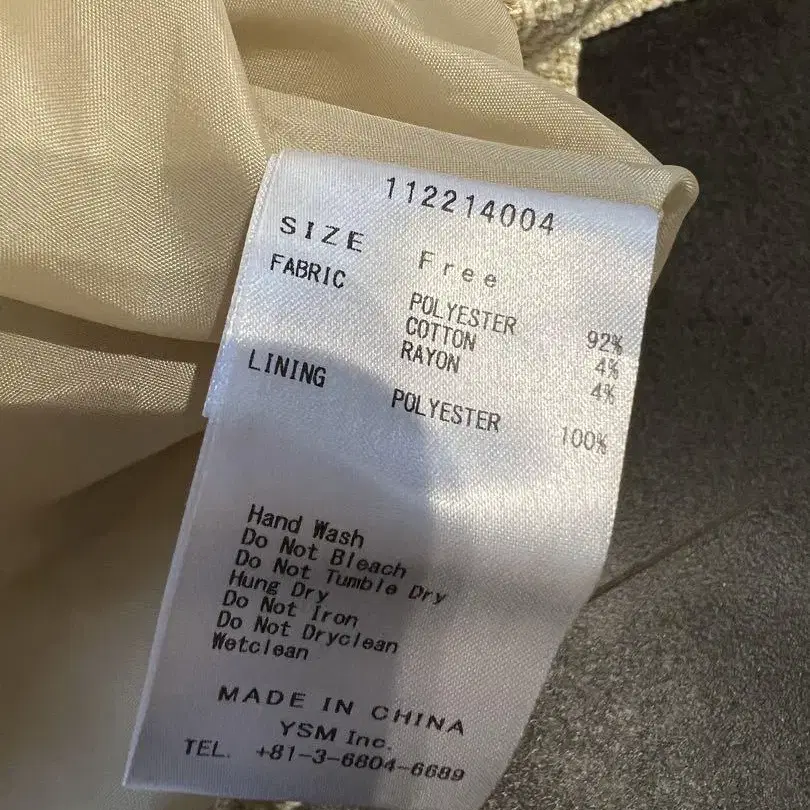 112214004
SIZE Free
FABRIC
POLYESTER 92%
COTTON 4%
RAYON 4%
LINING
POLYESTER 100%
Hand Wash
Do Not Bleach
Do Not Tumble Dry
Hung Dry
Do Not Iron
Do Not Dryclean
Wetclean
MADE IN CHINA
YSM Inc.
TEL. +81-3-6804-6689